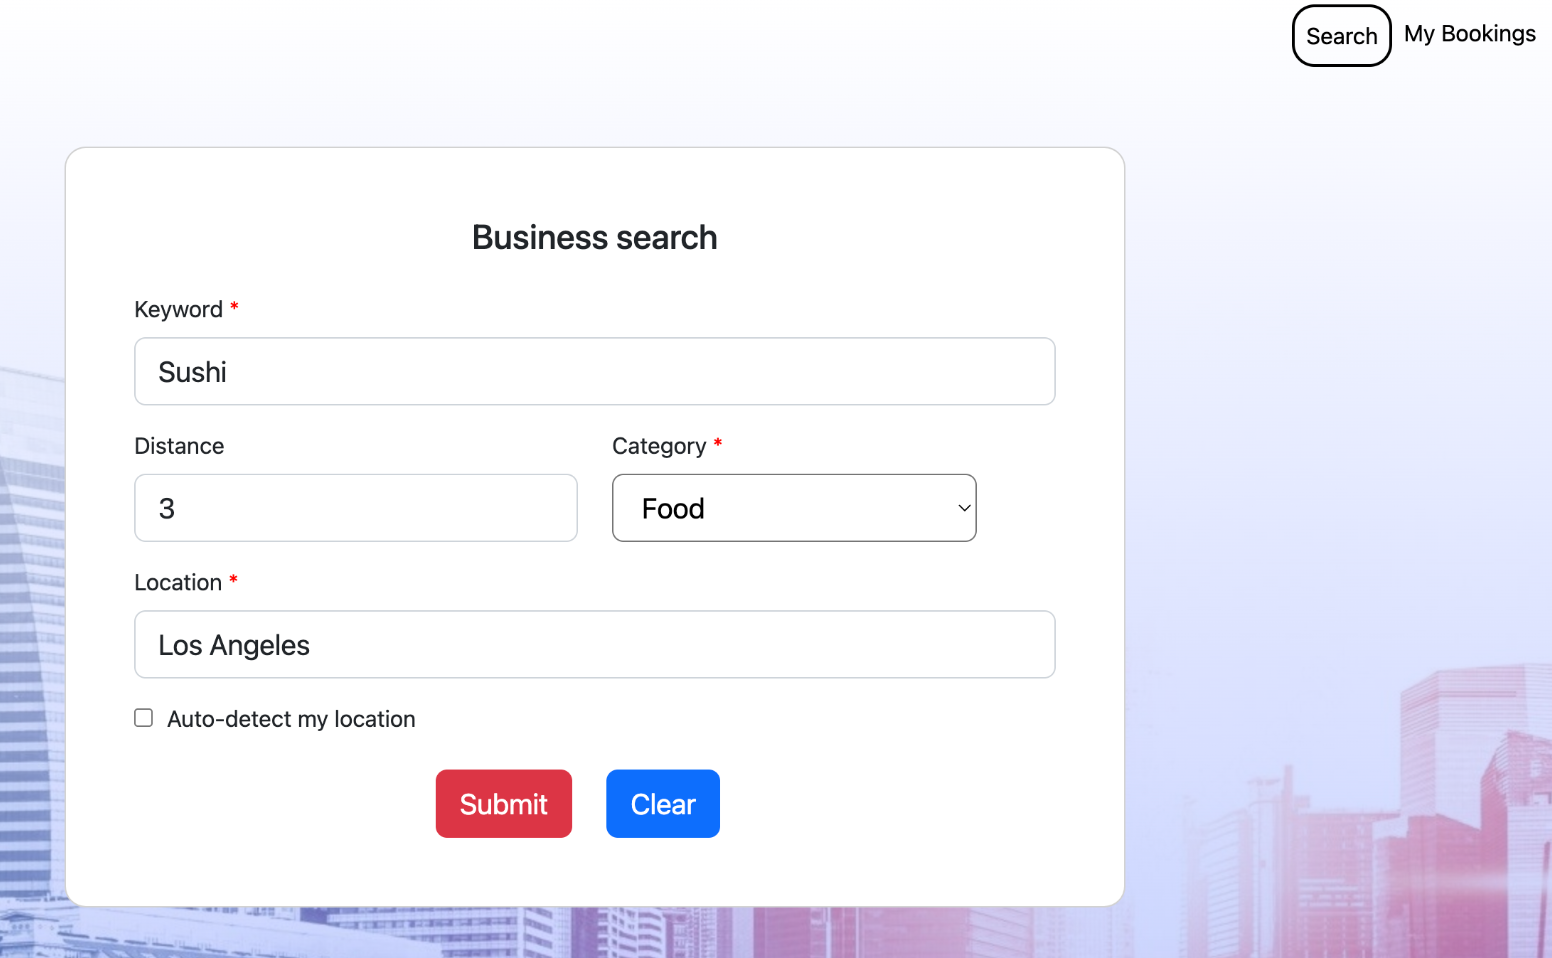 Search My Bookings
Business search
Keyword *
Sushi
Distance Category *
3 Food
Location *
Los Angeles
Auto-detect my location
Submit Clear